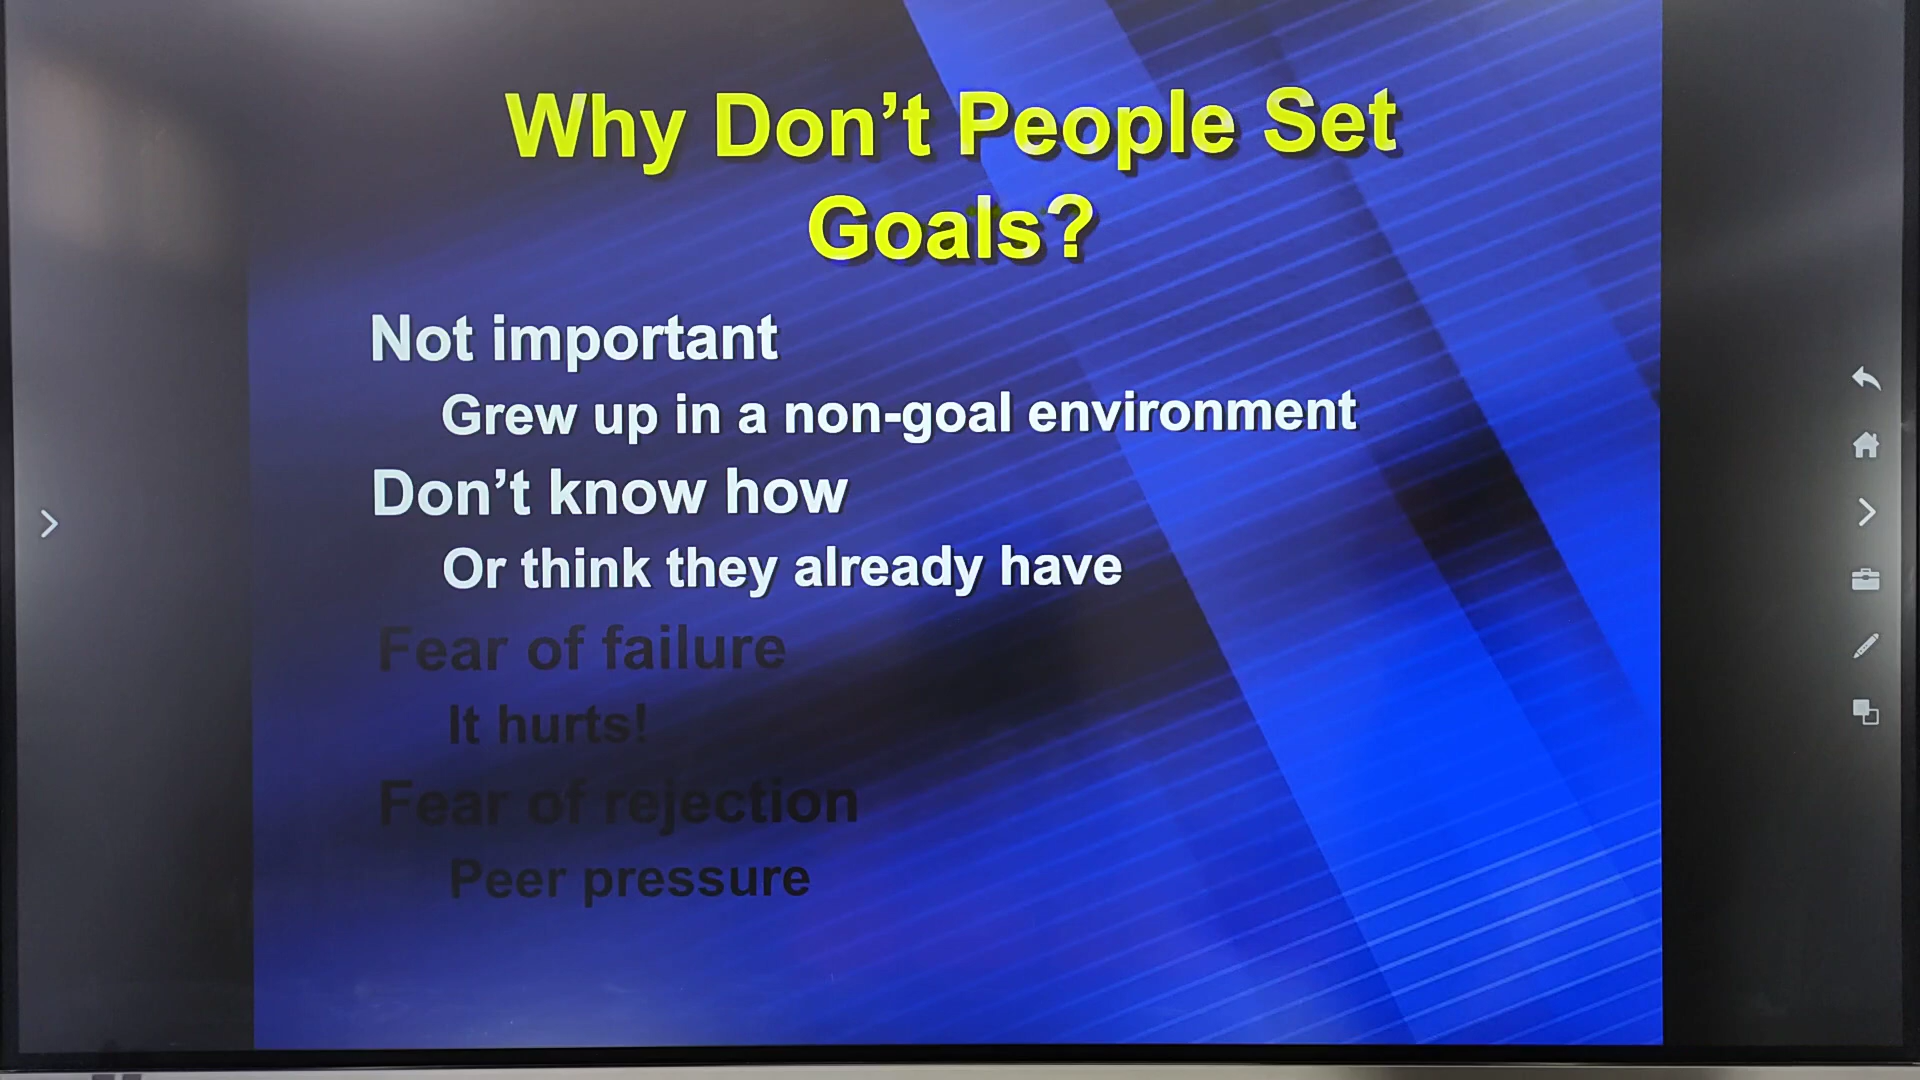 Why Don’t People Set
Goals?
Not important
Grew up in a non-goal environment
Don’t know how
Or think they already have
Fear of failure
It hurts!
Fear of rejection
Peer pressure